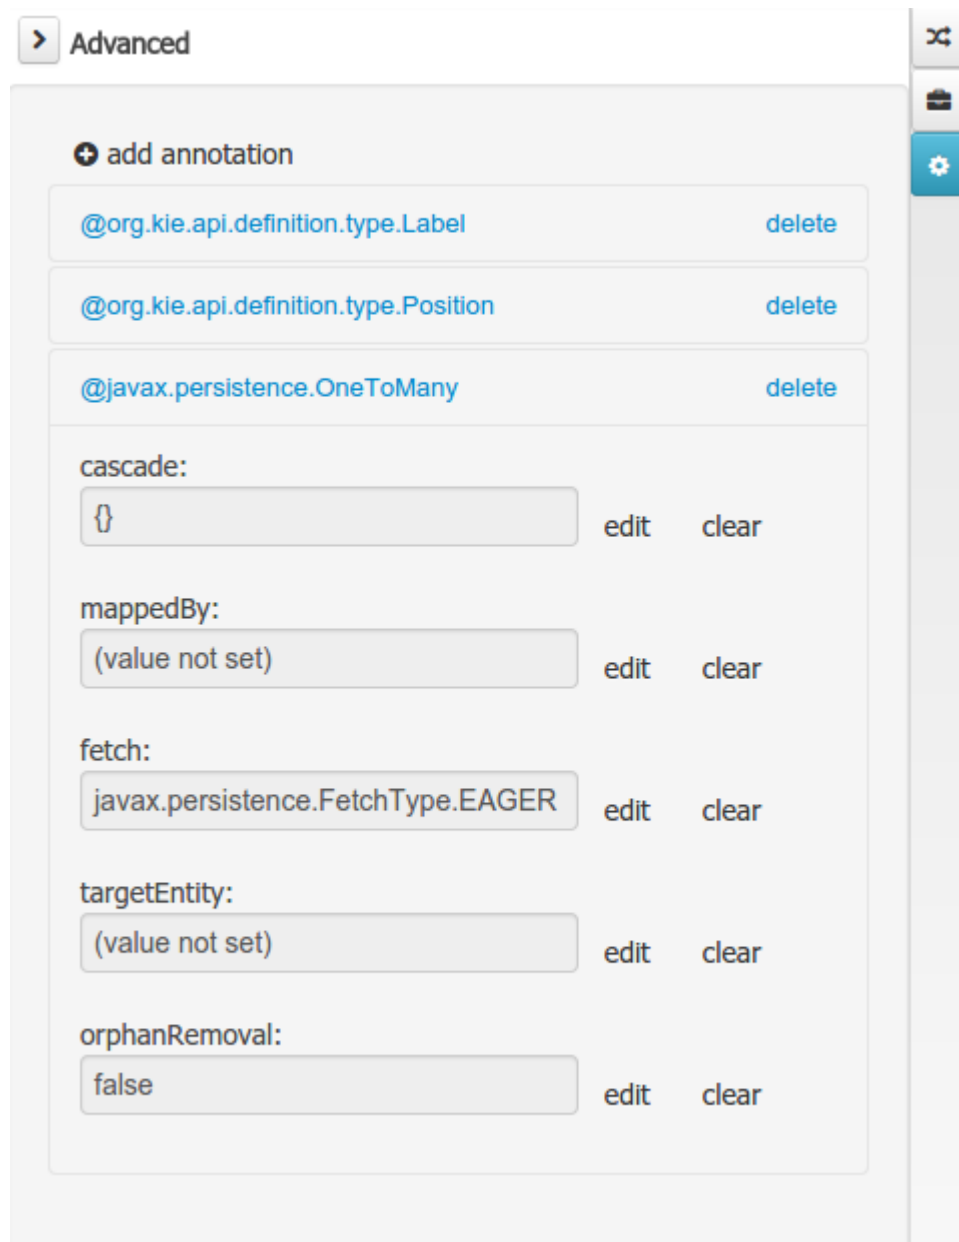 Advanced
add annotation
@org.kie.api.definition.type.Label delete
@org.kie.api.definition.type.Position delete
@javax.persistence.OneToMany delete
cascade:
{} edit clear
mappedBy:
(value not set) edit clear
fetch:
javax.persistence.FetchType.EAGER edit clear
targetEntity:
(value not set) edit clear
orphanRemoval:
false edit clear